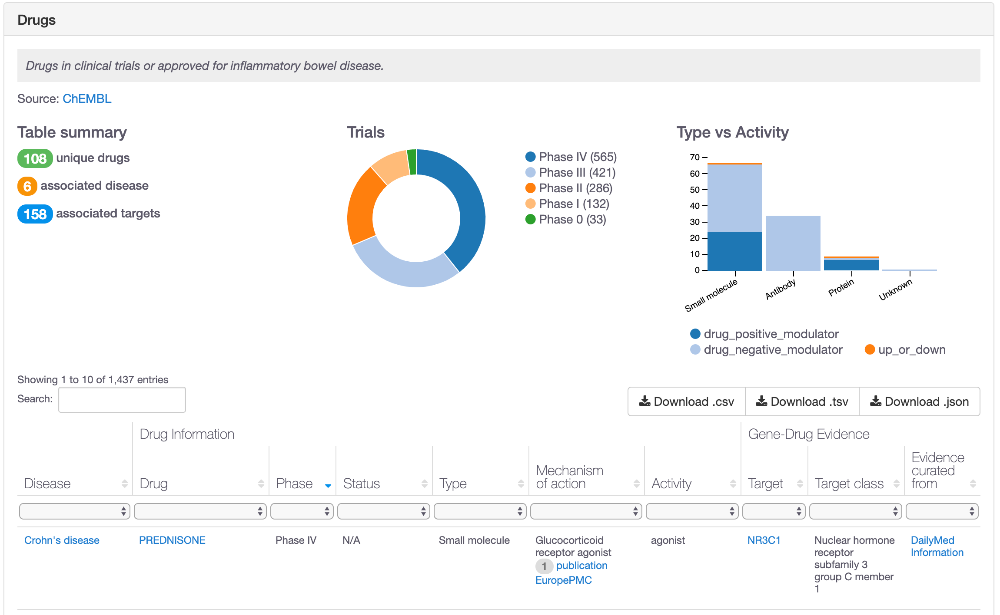 Drugs
Drugs in clinical trials or approved for inflammatory bowel disease.
Source: ChEMBL
Table summary
108 unique drugs
6 associated disease
158 associated targets
Trials
Phase IV (565)
Phase III (421)
Phase II (286)
Phase I (132)
Phase 0 (33)
Type vs Activity
70
60
50
40
30
20
10
0
Small molecule
Antibody
Protein
Unknown
drug_positive_modulator
drug_negative_modulator
up_or_down
Showing 1 to 10 of 1,437 entries
Search:
Download .csv
Download .tsv
Download .json
Drug Information
Gene-Drug Evidence
Disease
Drug
Phase
Status
Type
Mechanism
of action
Activity
Target
Target class
Evidence
curated
from
Crohn's disease
PREDNISONE
Phase IV
N/A
Small molecule
Glucocorticoid
receptor agonist
1 publication
EuropePMC
agonist
NR3C1
Nuclear hormone
receptor
subfamily 3
group C member
1
DailyMed
Information